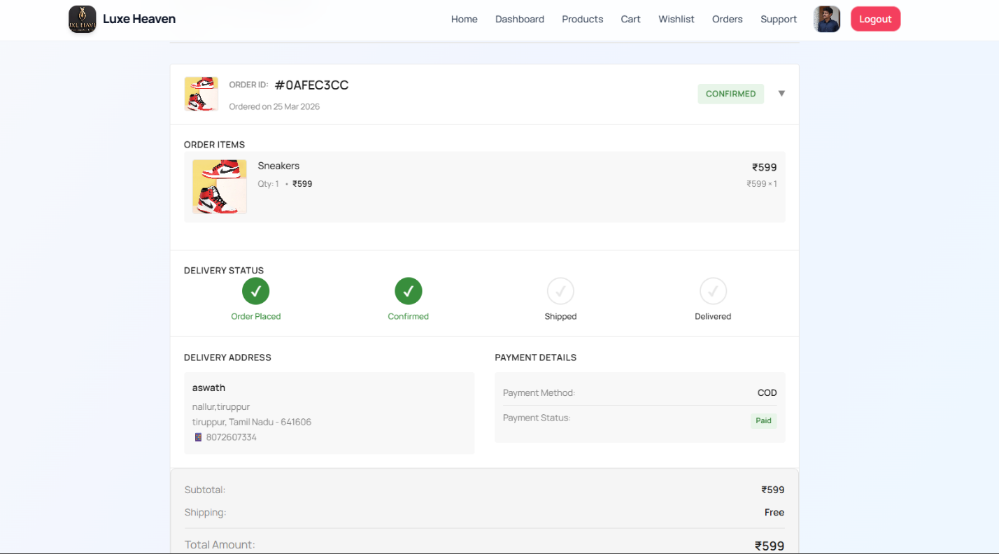 Luxe Heaven
Home Dashboard Products Cart Wishlist Orders Support Logout
ORDER ID: #0AFEC3CC
CONFIRMED ▼
Ordered on 25 Mar 2026
ORDER ITEMS
Sneakers ₹599
Qty: 1 • ₹599 ₹599 × 1
DELIVERY STATUS
Order Placed Confirmed Shipped Delivered
DELIVERY ADDRESS
aswath
nallur,tiruppur
tiruppur, Tamil Nadu - 641606
8072607334
PAYMENT DETAILS
Payment Method: COD
Payment Status: Paid
Subtotal: ₹599
Shipping: Free
Total Amount: ₹599